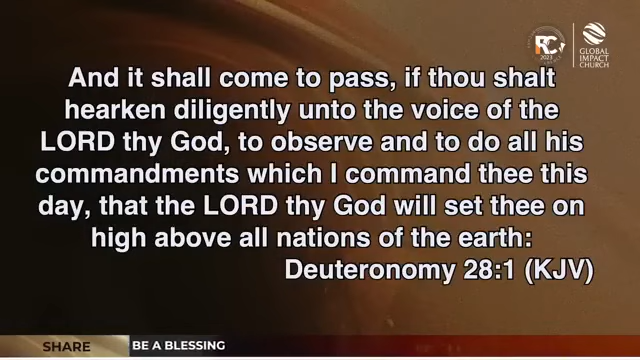 RC
2023
GLOBAL
IMPACT
CHURCH
And it shall come to pass, if thou shalt
hearken diligently unto the voice of the
LORD thy God, to observe and to do all his
commandments which I command thee this
day, that the LORD thy God will set thee on
high above all nations of the earth:
Deuteronomy 28:1 (KJV)
SHARE BE A BLESSING